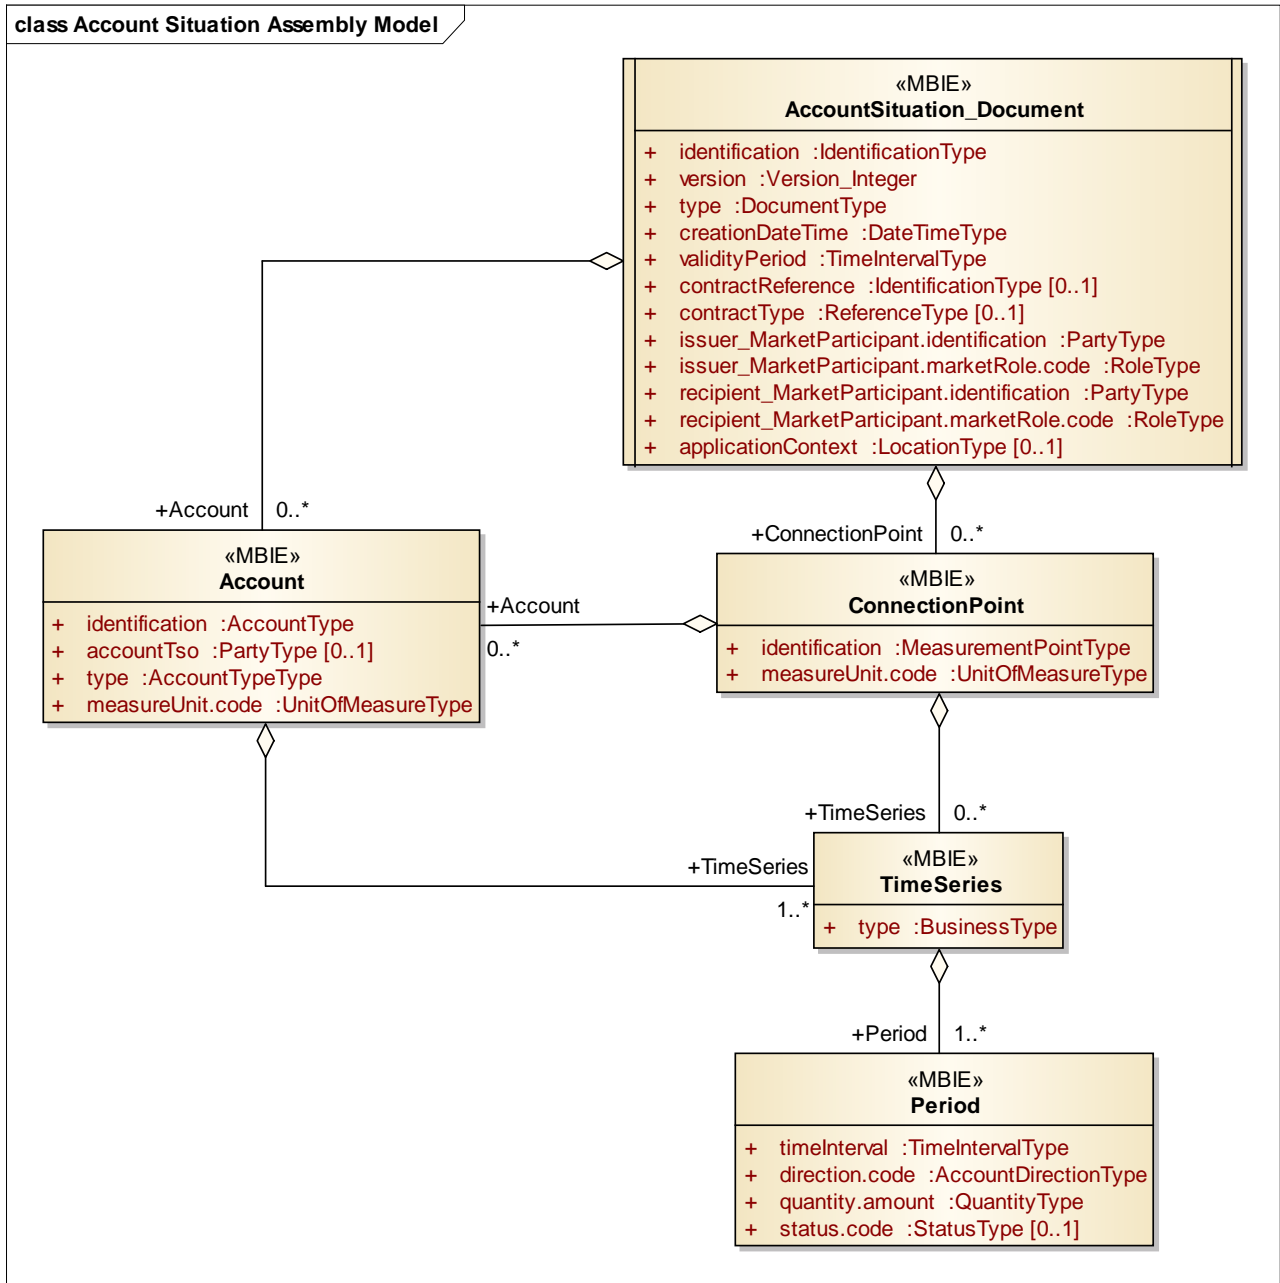 class Account Situation Assembly Model
«MBIE»
AccountSituation_Document
+ identification :IdentificationType
+ version :Version_Integer
+ type :DocumentType
+ creationDateTime :DateTimeType
+ validityPeriod :TimeIntervalType
+ contractReference :IdentificationType [0..1]
+ contractType :ReferenceType [0..1]
+ issuer_MarketParticipant.identification :PartyType
+ issuer_MarketParticipant.marketRole.code :RoleType
+ recipient_MarketParticipant.identification :PartyType
+ recipient_MarketParticipant.marketRole.code :RoleType
+ applicationContext :LocationType [0..1]
+Account 0..*
+ConnectionPoint 0..*
«MBIE»
Account
+ identification :AccountType
+ accountTso :PartyType [0..1]
+ type :AccountTypeType
+ measureUnit.code :UnitOfMeasureType
+Account
0..*
«MBIE»
ConnectionPoint
+ identification :MeasurementPointType
+ measureUnit.code :UnitOfMeasureType
+TimeSeries 0..*
+TimeSeries
1..*
«MBIE»
TimeSeries
+ type :BusinessType
+Period 1..*
«MBIE»
Period
+ timeInterval :TimeIntervalType
+ direction.code :AccountDirectionType
+ quantity.amount :QuantityType
+ status.code :StatusType [0..1]